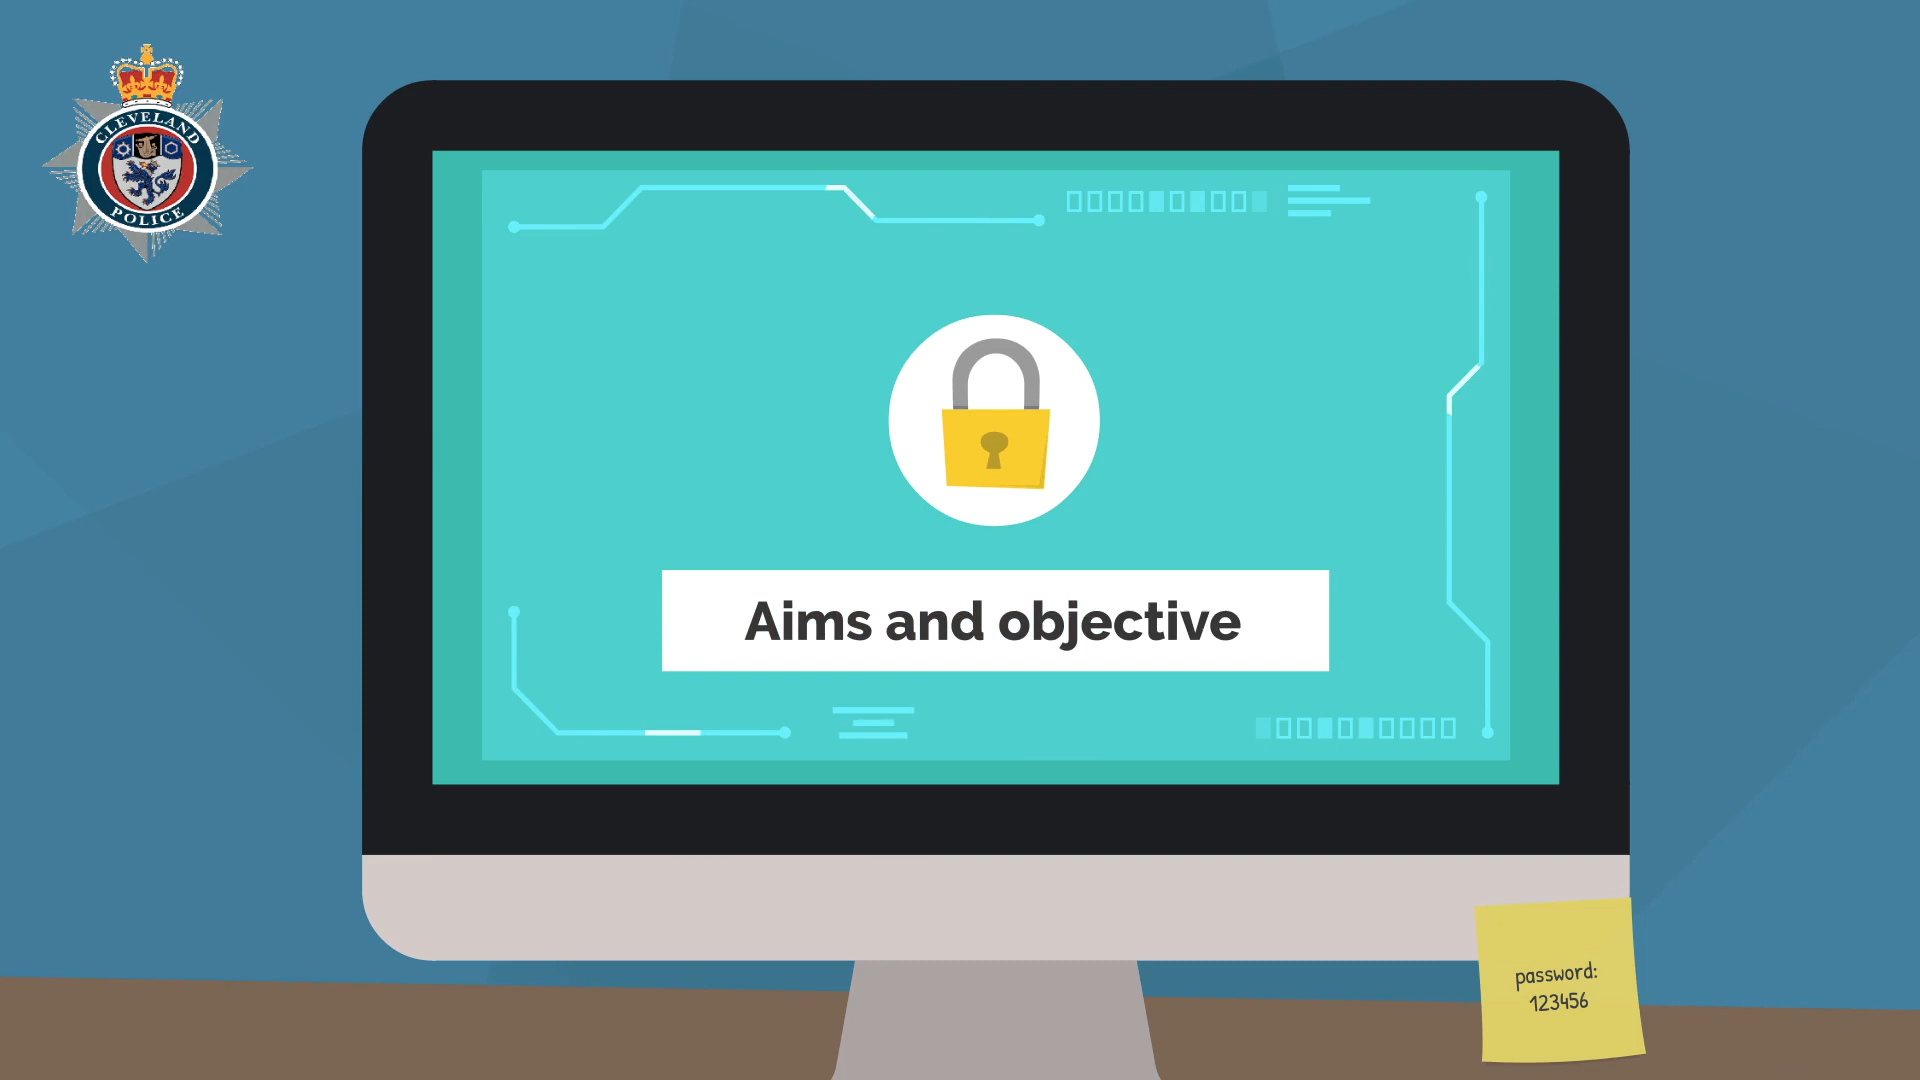 CLEVELAND
POLICE
Aims and objective
password:
123456